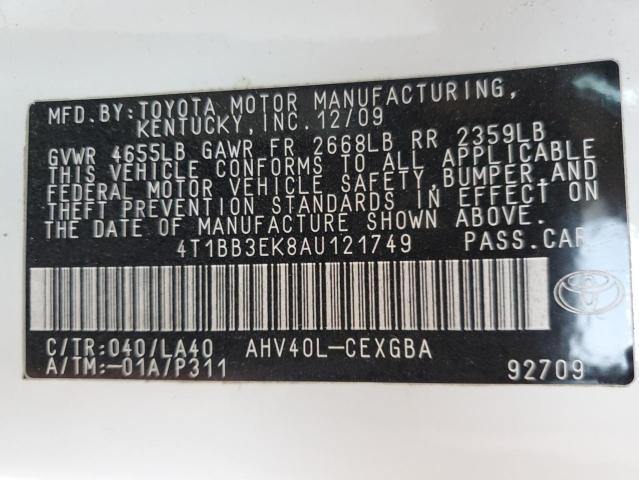 MFD.BY:TOYOTA MOTOR MANUFACTURING,
KENTUCKY,INC.12/09
GVWR 4655LB GAWR FR 2668LB RR 2359LB
THIS VEHICLE CONFORMS TO ALL APPLICABLE
FEDERAL MOTOR VEHICLE SAFETY,BUMPER,AND
THEFT PREVENTION STANDARDS IN EFFECT ON
THE DATE OF MANUFACTURE SHOWN ABOVE.
4T1BB3EK8AU121749 PASS.CAR
C/TR:040/LA40 AHV40L-CEXGBA
A/TM:-01A/P311 92709